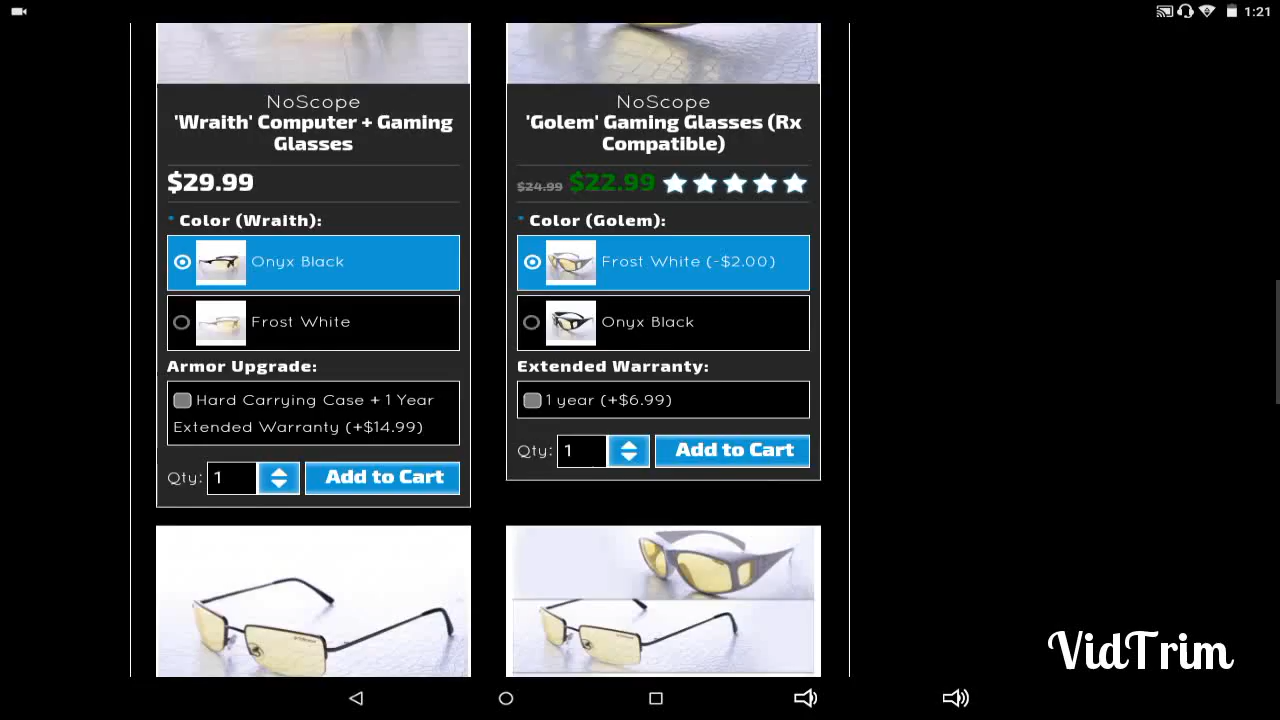 1:21
NoScope
'Wraith' Computer + Gaming
Glasses
$29.99
* Color (Wraith):
Onyx Black
Frost White
Armor Upgrade:
Hard Carrying Case + 1 Year
Extended Warranty (+$14.99)
Qty: 1 Add to Cart
NoScope
'Golem' Gaming Glasses (Rx
Compatible)
$24.99 $22.99
* Color (Golem):
Frost White (-$2.00)
Onyx Black
Extended Warranty:
1 year (+$6.99)
Qty: 1 Add to Cart
VidTrim